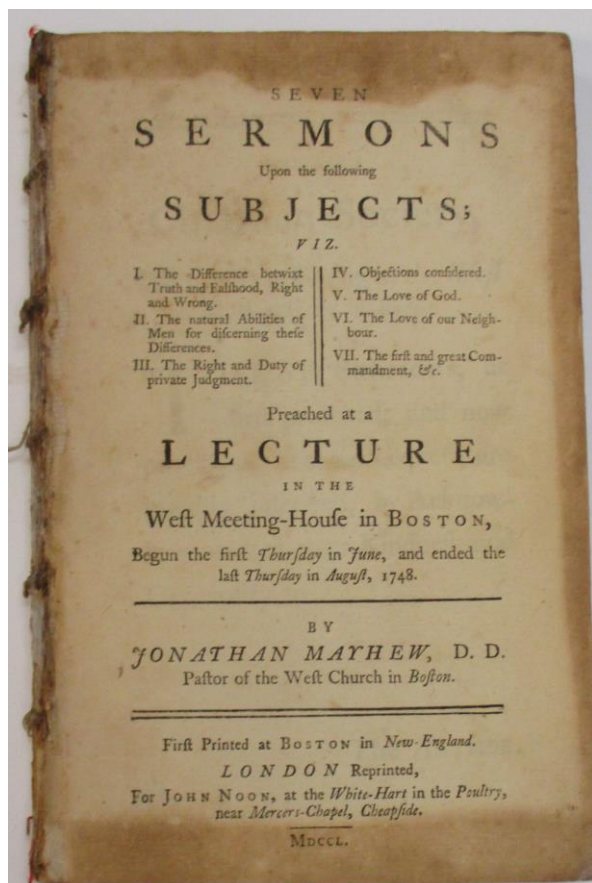 SEVEN
SERMONS
Upon the following
SUBJECTS;
VIZ.
I. The Difference betwixt
Truth and Falſhood, Right
and Wrong.
II. The natural Abilities of
Men for diſcerning theſe
Differences.
III. The Right and Duty of
private Judgment.
IV. Objections conſidered.
V. The Love of God.
VI. The Love of our Neigh-
bour.
VII. The firſt and great Com-
mandment, &c.
Preached at a
LECTURE
IN THE
Weſt Meeting-Houſe in BOSTON,
Begun the firſt Thurſday in June, and ended the
laſt Thurſday in Auguſt, 1748.
BY
JONATHAN MAYHEW, D. D.
Paſtor of the Weſt Church in Boſton.
Firſt Printed at BOSTON in New-England.
LONDON Reprinted,
For JOHN NOON, at the White-Hart in the Poultry,
near Mercers-Chapel, Cheapſide.
MDCCL.